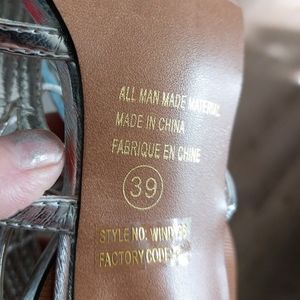 ALL MAN MADE MATERIAL
MADE IN CHINA
FABRIQUE EN CHINE
39
STYLE NO:
FACTORY CODE